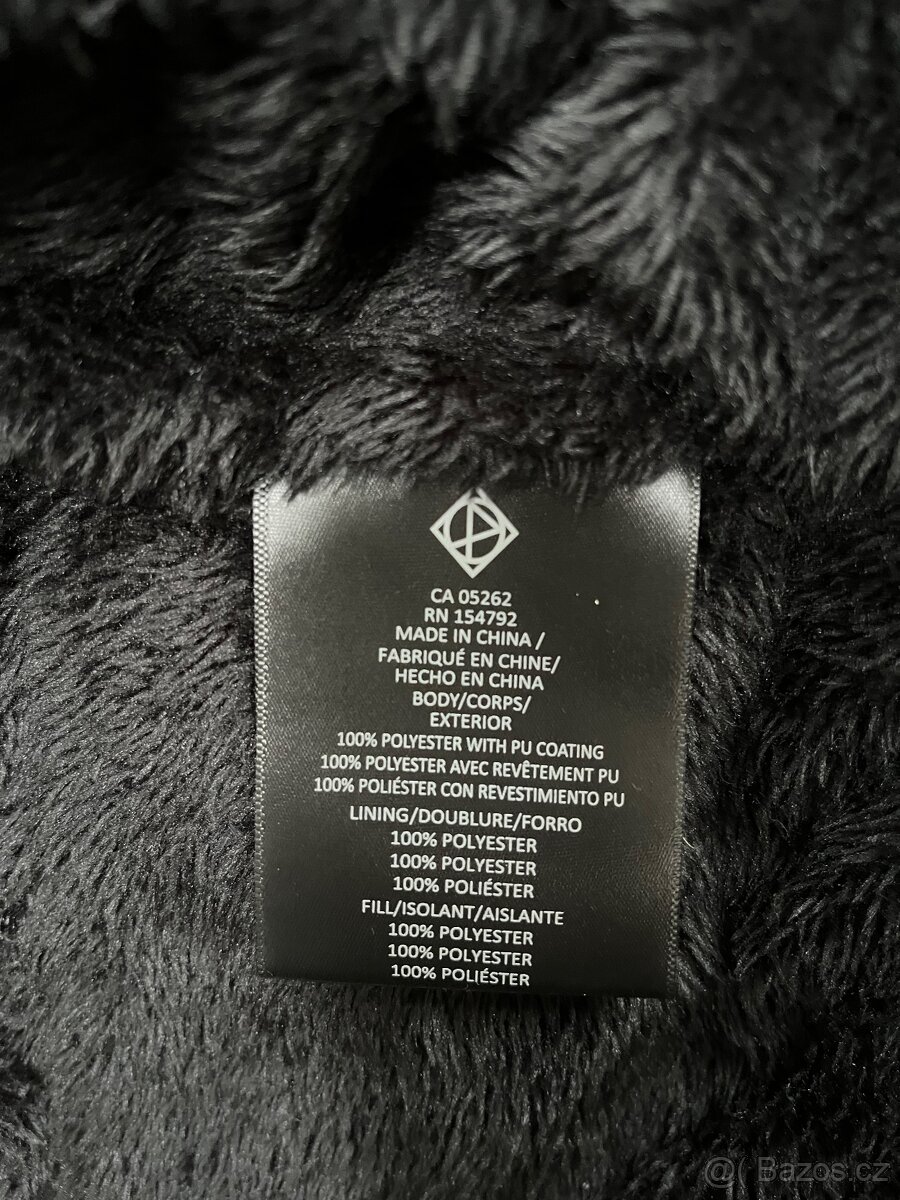 CA 05262
RN 154792
MADE IN CHINA /
FABRIQUÉ EN CHINE/
HECHO EN CHINA
BODY/CORPS/
EXTERIOR
100% POLYESTER WITH PU COATING
100% POLYESTER AVEC REVÊTEMENT PU
100% POLIÉSTER CON REVESTIMIENTO PU
LINING/DOUBLURE/FORRO
100% POLYESTER
100% POLYESTER
100% POLIÉSTER
FILL/ISOLANT/AISLANTE
100% POLYESTER
100% POLYESTER
100% POLIÉSTER
@( Bazos.cz